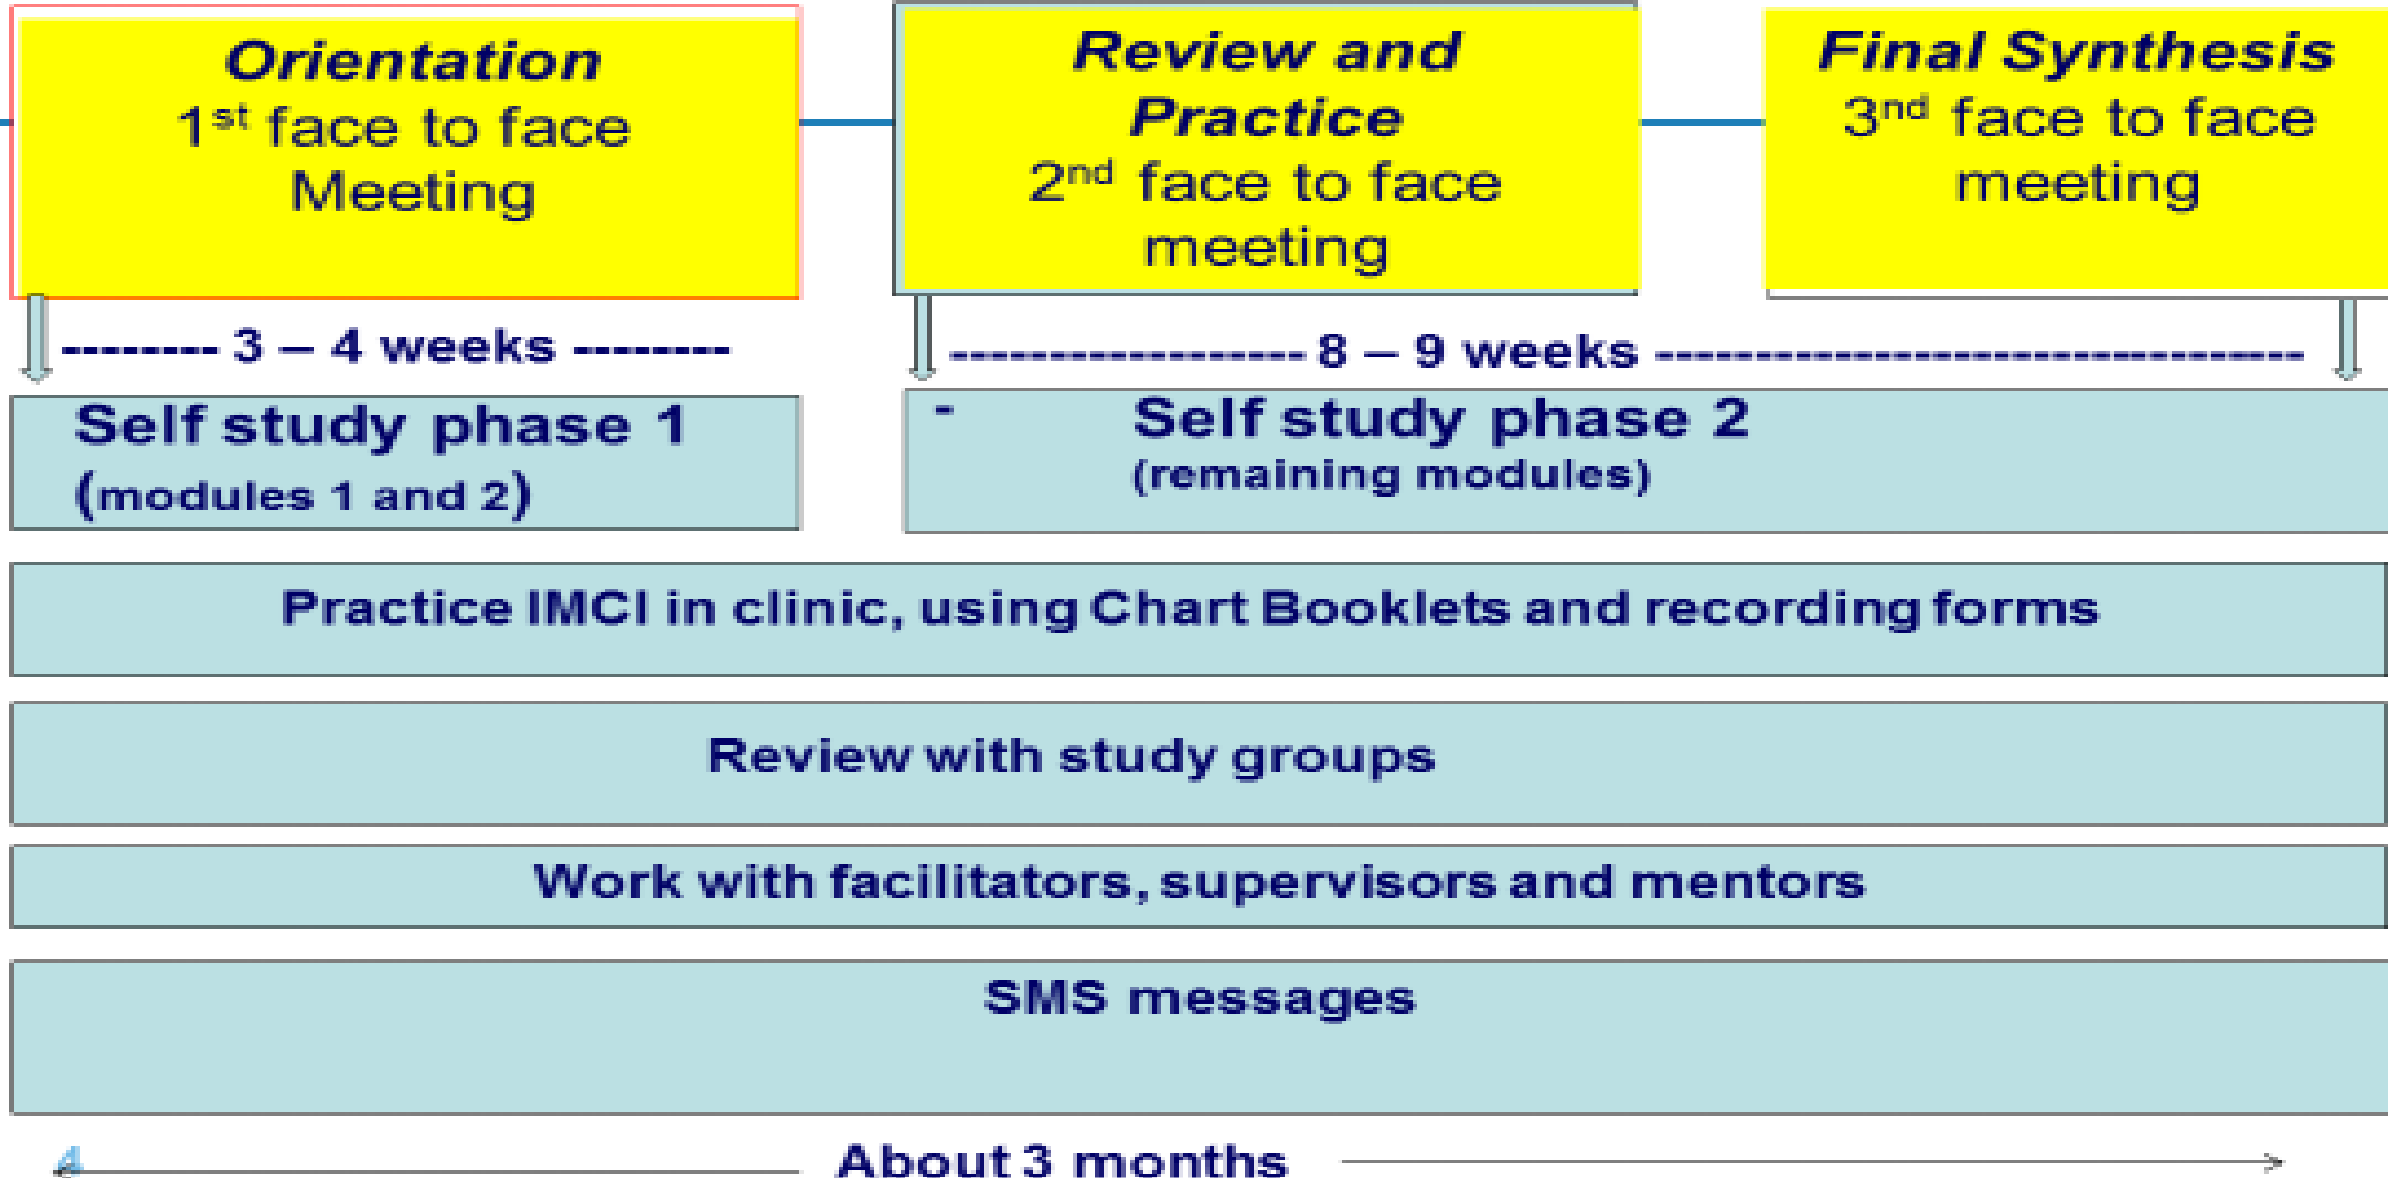 Orientation
1st face to face
Meeting
Review and
Practice
2nd face to face
meeting
Final Synthesis
3nd face to face
meeting
-------- 3 – 4 weeks --------
------------------ 8 – 9 weeks ---------------------------------
Self study phase 1
(modules 1 and 2)
- Self study phase 2
(remaining modules)
Practice IMCI in clinic, using Chart Booklets and recording forms
Review with study groups
Work with facilitators, supervisors and mentors
SMS messages
4
About 3 months